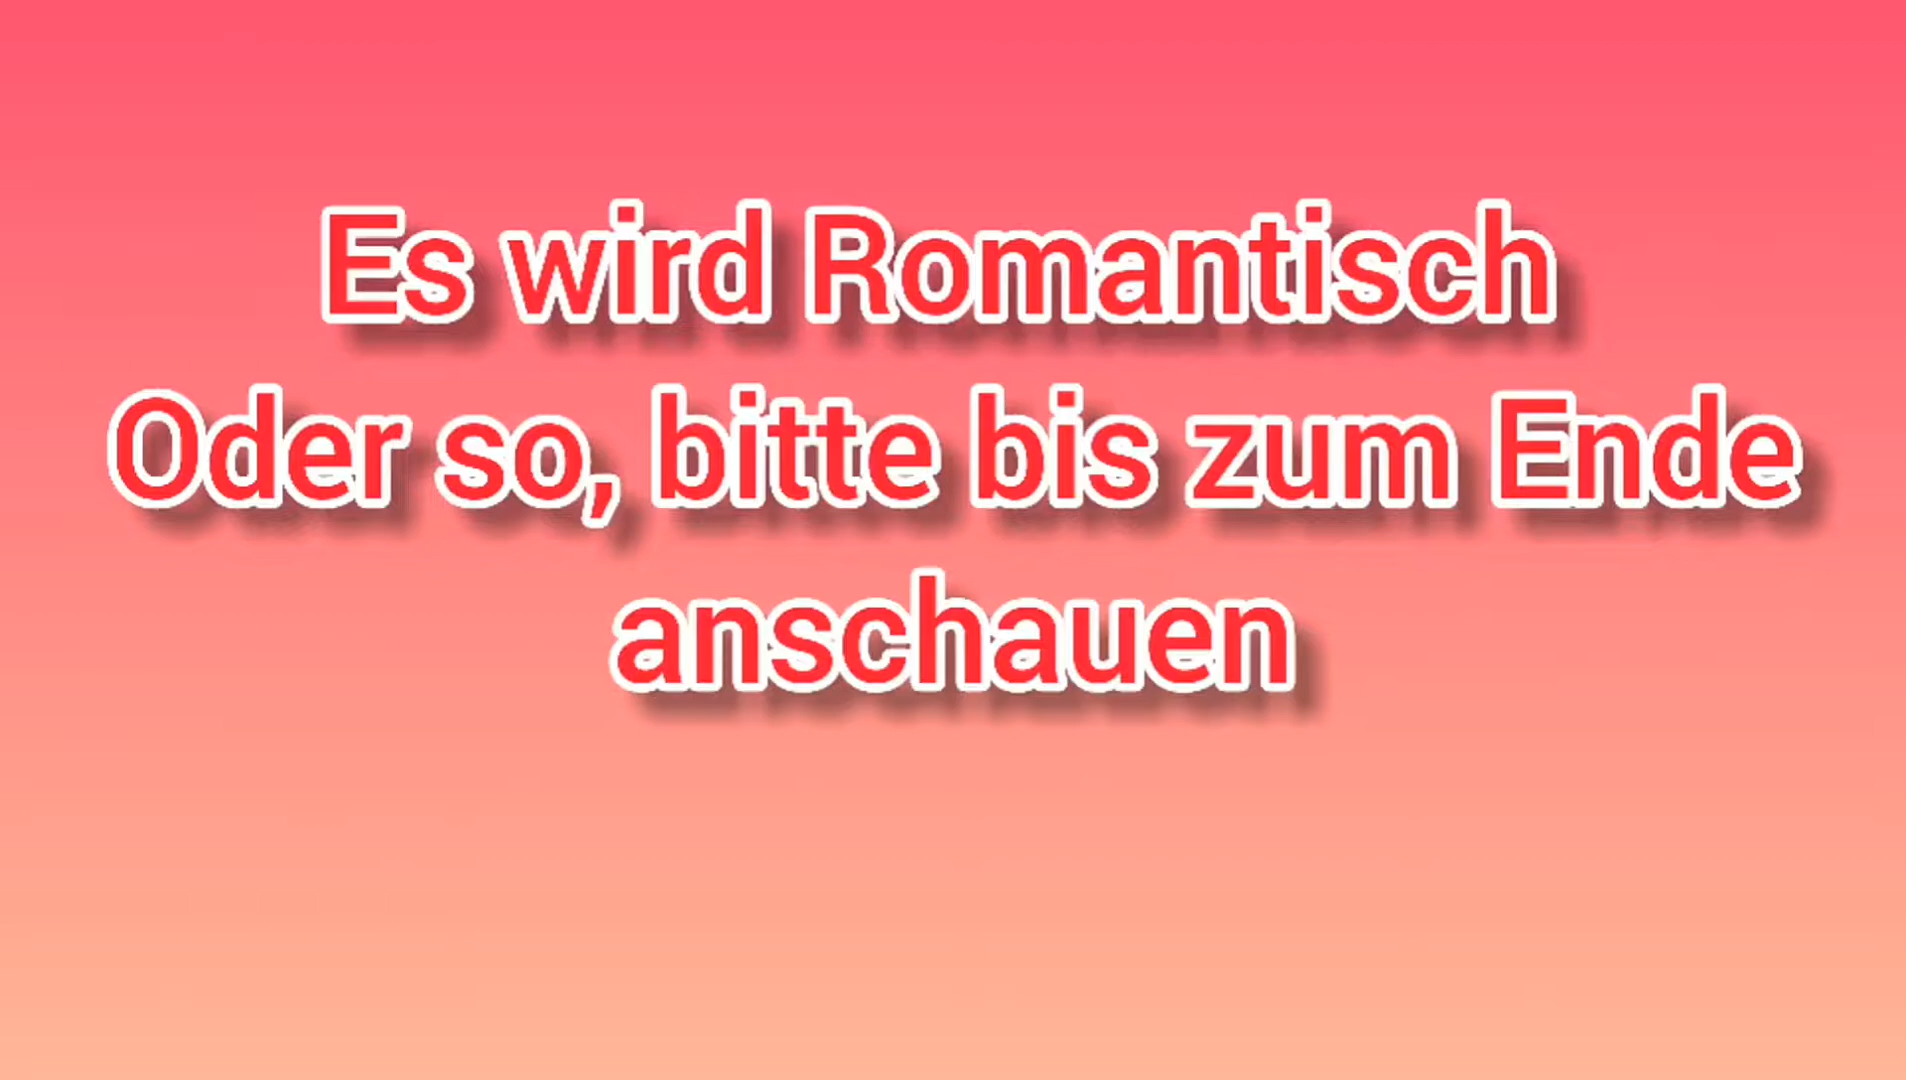 Es wird Romantisch
Oder so, bitte bis zum Ende
anschauen